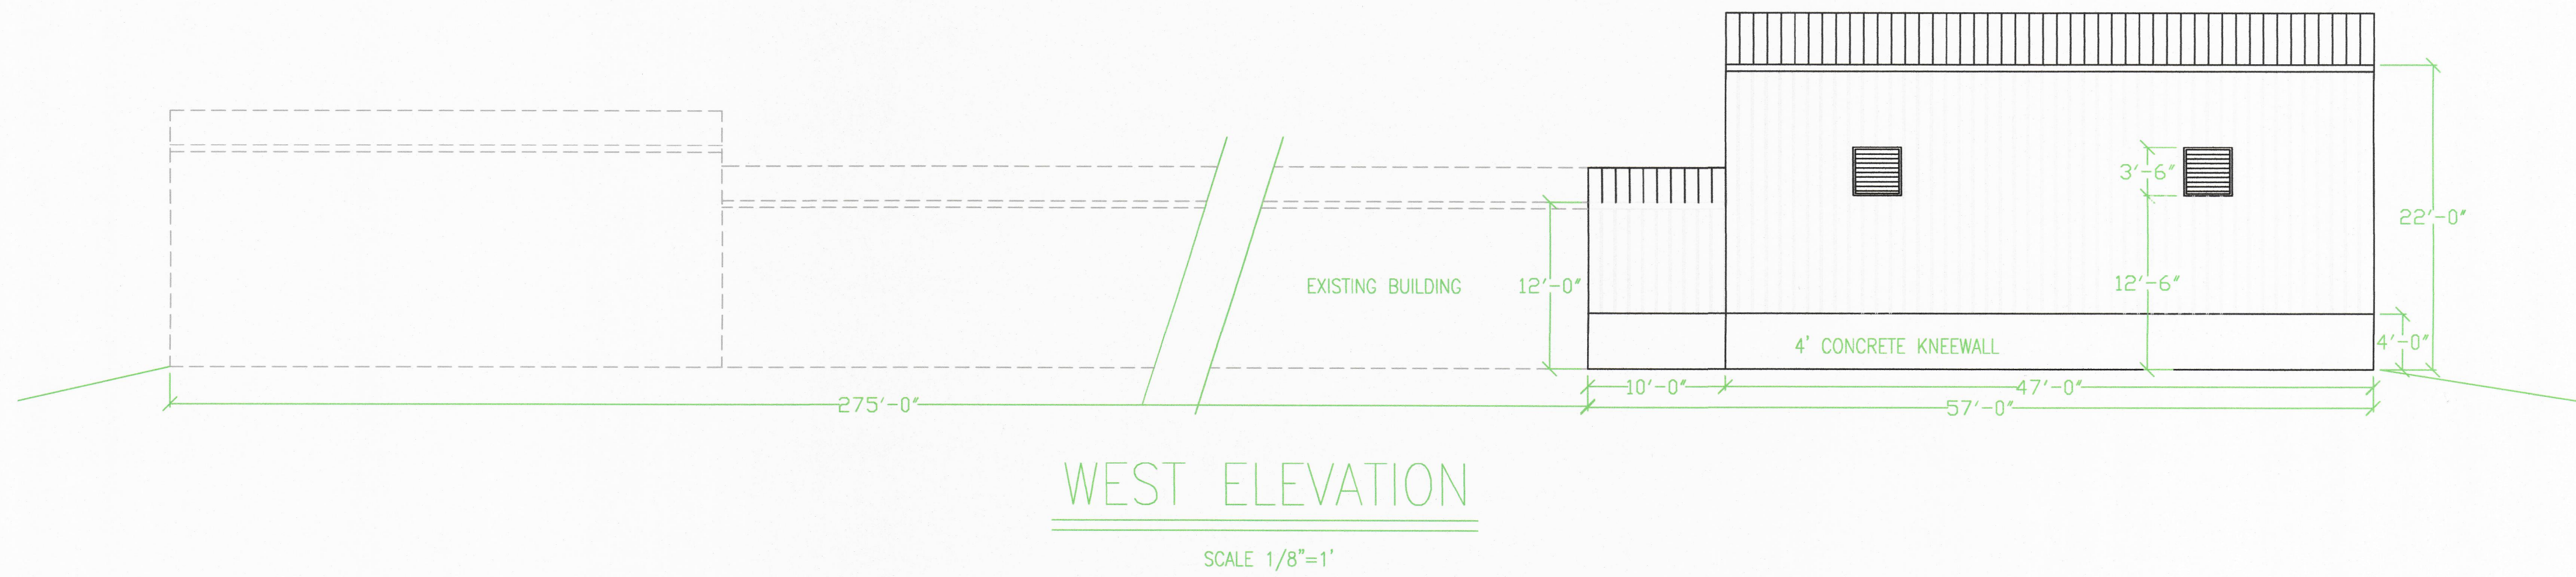 3'-6"
22'-0"
EXISTING BUILDING
12'-0"
12'-6"
4' CONCRETE KNEEWALL
4'-0"
10'-0"
47'-0"
275'-0"
57'-0"
WEST ELEVATION
SCALE 1/8"=1'